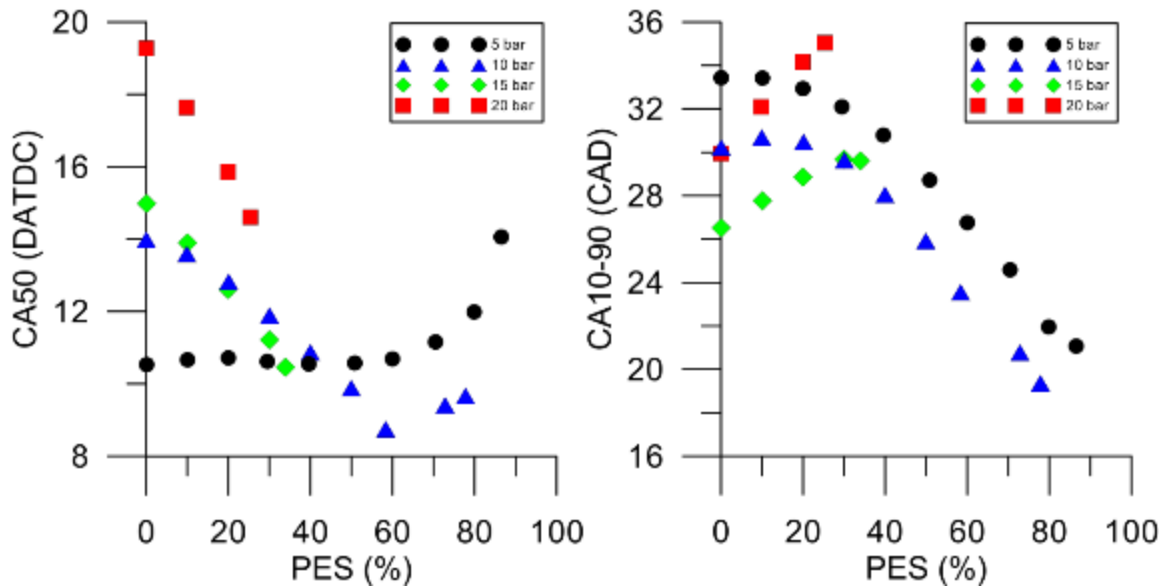 20
16
12
8
CA50 (DATDC)
5 bar
10 bar
15 bar
20 bar
0 20 40 60 80 100
PES (%)
36
32
28
24
20
16
CA10-90 (CAD)
5 bar
10 bar
15 bar
20 bar
0 20 40 60 80 100
PES (%)